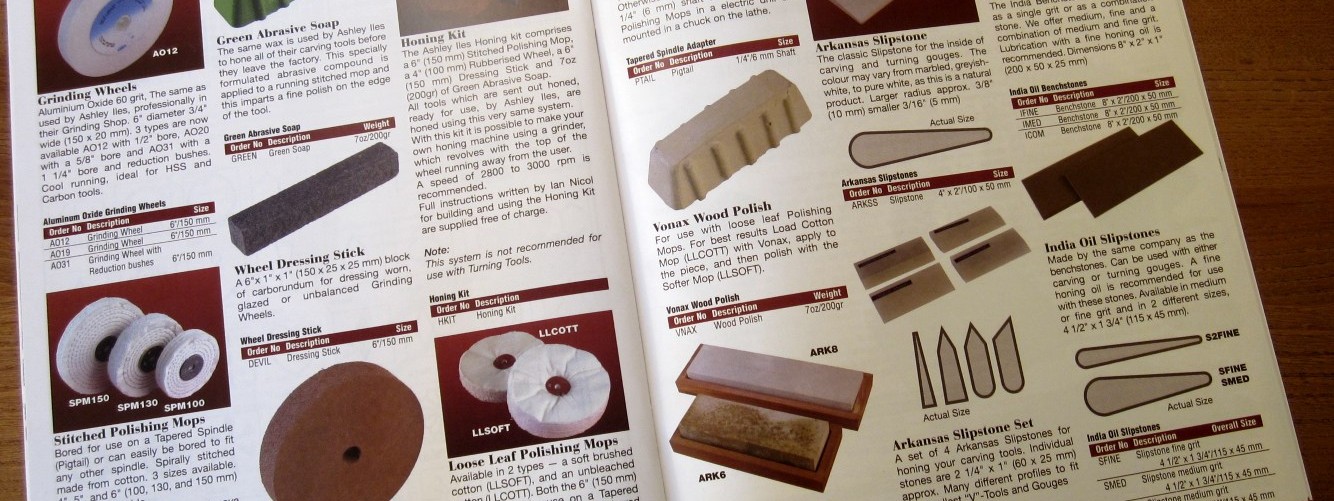 AO12
Grinding Wheels
Aluminium Oxide 60 grit, The same as
used by Ashley Iles, professionally in
their Grinding Shop. 6" diameter 3/4"
wide (150 x 20 mm). 3 types are now
available AO12 with 1/2" bore, AO20
with a 5/8" bore and AO31 with a
1 1/4" bore and reduction bushes.
Cool running, ideal for HSS and
Carbon tools.
Aluminum Oxide Grinding Wheels
Order No Description Size
AO12 Grinding Wheel 6"/150 mm
AO19 Grinding Wheel 6"/150 mm
AO31 Grinding Wheel with
Reduction bushes 6"/150 mm
SPM150
SPM130
SPM100
Stitched Polishing Mops
Bored for use on a Tapered Spindle
(Pigtail) or can easily be bored to fit
any other spindle. Spirally stitched
made from cotton. 3 sizes available.
4", 5" and 6" (100, 130, and 150 mm)
Green Abrasive Soap
The same wax is used by Ashley Iles
to hone all of their carving tools before
they leave the factory. This specially
formulated abrasive compound is
applied to a running stitched mop and
this imparts a fine polish on the edge
of the tool.
Green Abrasive Soap
Order No Description Weight
GREEN Green Soap 7oz/200gr
Wheel Dressing Stick
A 6"x 1" x 1" (150 x 25 x 25 mm) block
of carborundum for dressing worn,
glazed or unbalanced Grinding
Wheels.
Wheel Dressing Stick
Order No Description Size
DEVIL Dressing Stick 6"/150 mm
Honing Kit
The Ashley Iles Honing kit comprises
a 6" (150 mm) Stitched Polishing Mop,
a 4" (100 mm) Rubberised Wheel, a 6"
(150 mm) Dressing Stick and 7oz
(200gr) of Green Abrasive Soap.
All tools which are sent out honed,
ready for use, by Ashley Iles, are
honed using this very same system.
With this kit it is possible to make your
own honing machine using a grinder,
which revolves with the top of the
wheel running away from the user.
A speed of 2800 to 3000 rpm is
recommended.
Full instructions written by Ian Nicol
for building and using the Honing Kit
are supplied free of charge.
Note:
This system is not recommended for
use with Turning Tools.
Honing Kit
Order No Description
HKIT Honing Kit
LLCOTT
LLSOFT
Loose Leaf Polishing Mops
Available in 2 types — a soft brushed
cotton (LLSOFT), and an unbleached
cotton (LLCOTT). Both the 6" (150 mm)
use on a Tapered
1/4" (6 mm) shaft
Polishing Mops in a electric
mounted in a chuck on the lathe.
Tapered Spindle Adapter
Order No Description Size
PTAIL Pigtail 1/4"/6 mm Shaft
Vonax Wood Polish
For use with loose leaf Polishing
Mops. For best results Load Cotton
Mop (LLCOTT) with Vonax, apply to
the piece, and then polish with the
Softer Mop (LLSOFT).
Vonax Wood Polish
Order No Description Weight
VNAX Wood Polish 7oz/200gr
ARK8
ARK6
Arkansas Slipstone
The classic Slipstone for the inside of
carving and turning gouges. The
colour may vary from marbled, greyish-
white, to pure white, as this is a natural
product. Larger radius approx. 3/8"
(10 mm) smaller 3/16" (5 mm)
Actual Size
Arkansas Slipstones
Order No Description Size
ARKSS Slipstone 4" x 2"/100 x 50 mm
Actual Size
Arkansas Slipstone Set
A set of 4 Arkansas Slipstones for
honing your carving tools. Individual
stones are 2 1/4" x 1" (60 x 25 mm)
approx. Many different profiles to fit
"V"-Tools and Gouges
as a single grit or as a combination
stone. We offer medium, fine and a
combination of medium and fine grit.
Lubrication with a fine honing oil is
recommended. Dimensions 8" x 2" x 1"
(200 x 50 x 25 mm)
India Oil Benchstones
Order No Description Size
IFINE Benchstone 8" x 2"/200 x 50 mm
IMED Benchstone 8" x 2"/200 x 50 mm
ICOM Benchstone 8" x 2"/200 x 50 mm
India Oil Slipstones
Made by the same company as the
benchstones. Can be used with either
carving or turning gouges. A fine
honing oil is recommended for use
with these stones. Available in medium
or fine grit and in 2 different sizes,
4 1/2" x 1 3/4" (115 x 45 mm).
S2FINE
SFINE
SMED
Actual Size
India Oil Slipstones
Order No Description Overall Size
SFINE Slipstone fine grit
4 1/2" x 1 3/4"/115 x 45 mm
SMED Slipstone medium grit
4 1/2" x 1 3/4"/115 x 45 mm
Slipstone medium grit